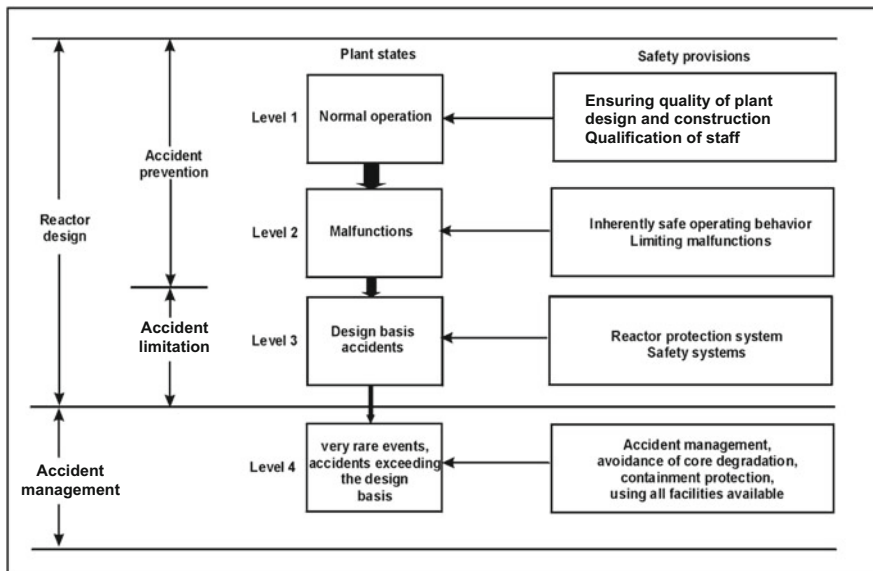 Plant states
Safety provisions
Level 1
Normal operation
Ensuring quality of plant
design and construction
Qualification of staff
Accident
prevention
Reactor
design
Level 2
Malfunctions
Inherently safe operating behavior
Limiting malfunctions
Accident
limitation
Level 3
Design basis
accidents
Reactor protection system
Safety systems
Accident
management
Level 4
very rare events,
accidents exceeding
the design
basis
Accident management,
avoidance of core degradation,
containment protection,
using all facilities available